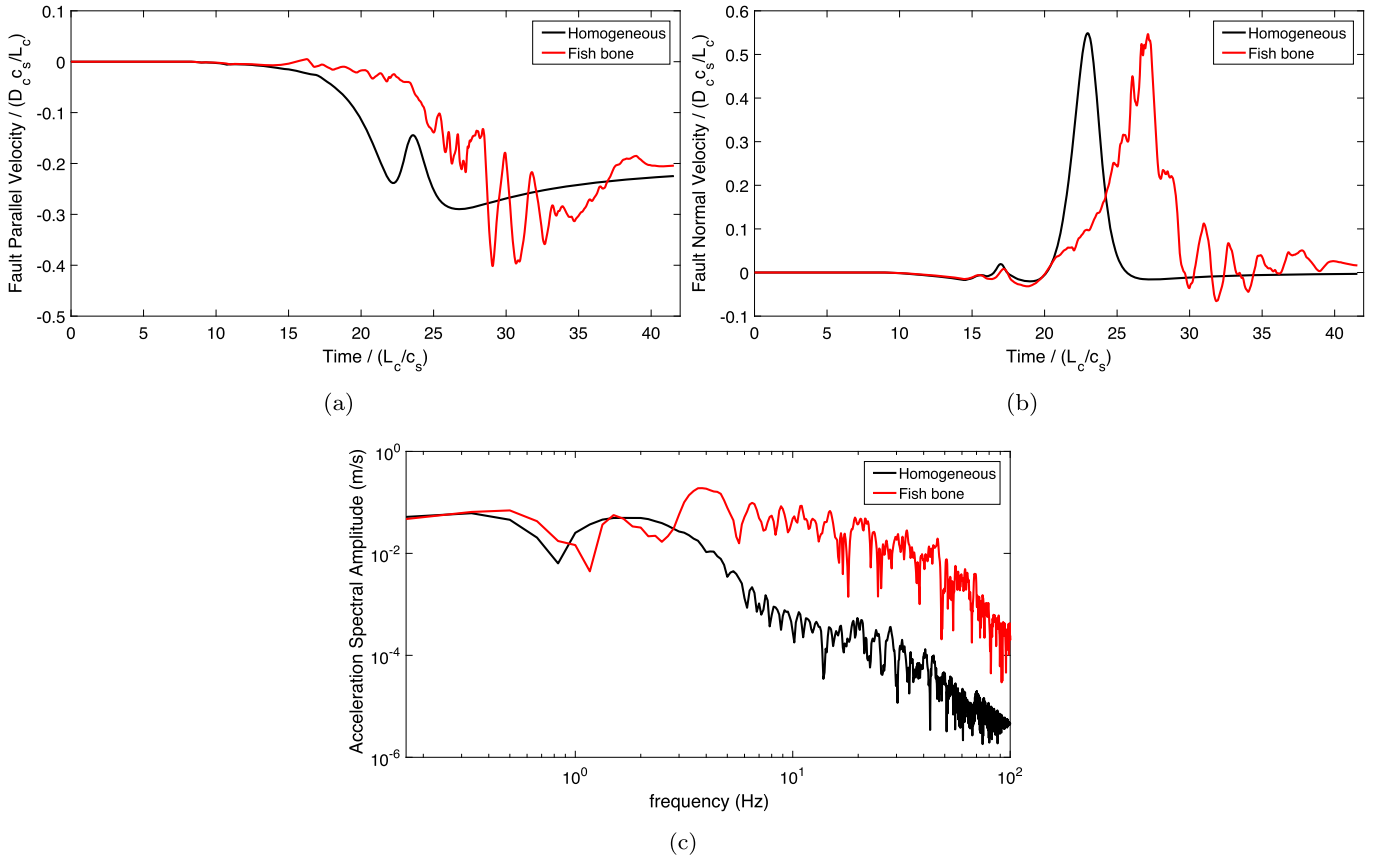 Fault Parallel Velocity / (D_c c_s/L_c)
0.1
0
-0.1
-0.2
-0.3
-0.4
-0.5
Homogeneous
Fish bone
0 5 10 15 20 25 30 35 40
Time / (L_c/c_s)
(a)
Fault Normal Velocity / (D_c c_s/L_c)
0.6
0.5
0.4
0.3
0.2
0.1
0
-0.1
Homogeneous
Fish bone
0 5 10 15 20 25 30 35 40
Time / (L_c/c_s)
(b)
Acceleration Spectral Amplitude (m/s)
10^0
10^-2
10^-4
10^-6
Homogeneous
Fish bone
10^0 10^1 10^2
frequency (Hz)
(c)